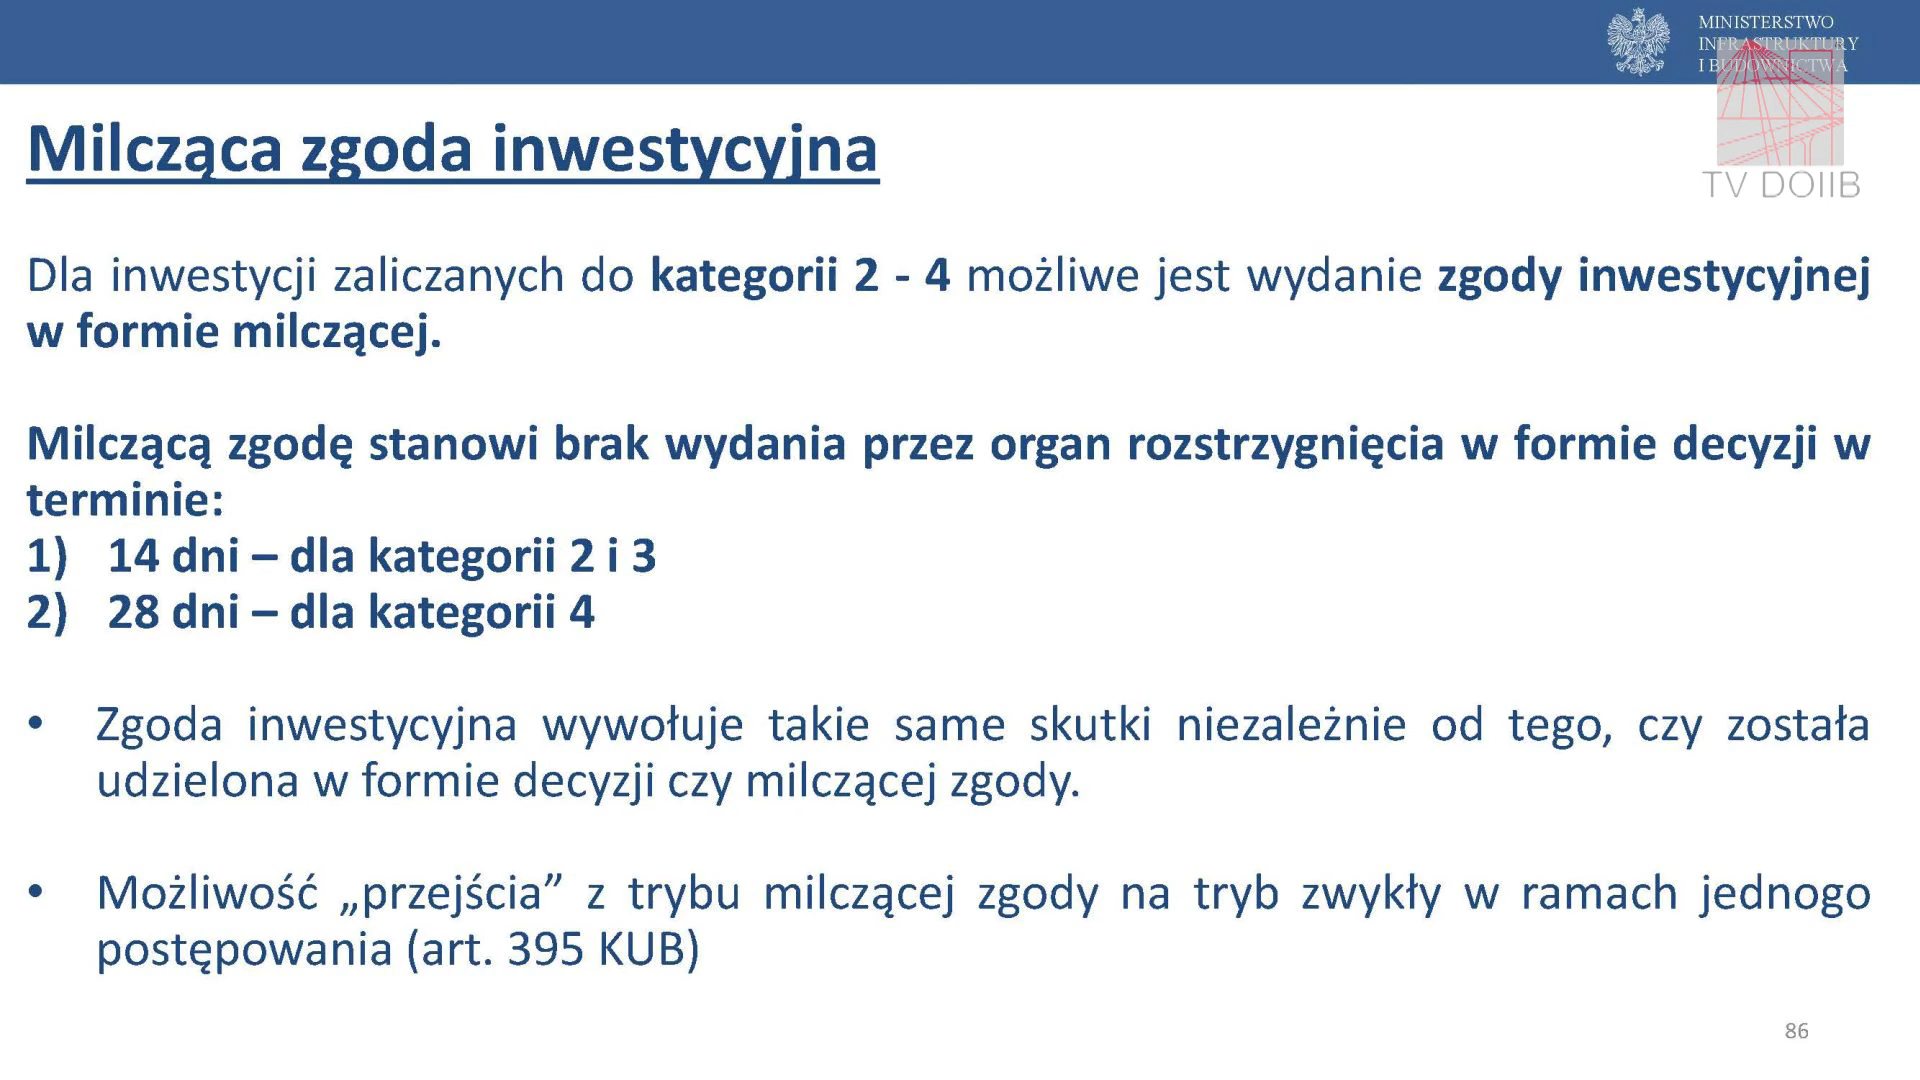 MINISTERSTWO
INFRASTRUKTURY
I BUDOWNICTWA
TV DOIIB
Milcząca zgoda inwestycyjna
Dla inwestycji zaliczanych do kategorii 2 - 4 możliwe jest wydanie zgody inwestycyjnej
w formie milczącej.
Milczącą zgodę stanowi brak wydania przez organ rozstrzygnięcia w formie decyzji w
terminie:
1) 14 dni – dla kategorii 2 i 3
2) 28 dni – dla kategorii 4
• Zgoda inwestycyjna wywołuje takie same skutki niezależnie od tego, czy została
udzielona w formie decyzji czy milczącej zgody.
• Możliwość „przejścia” z trybu milczącej zgody na tryb zwykły w ramach jednogo
postępowania (art. 395 KUB)
86